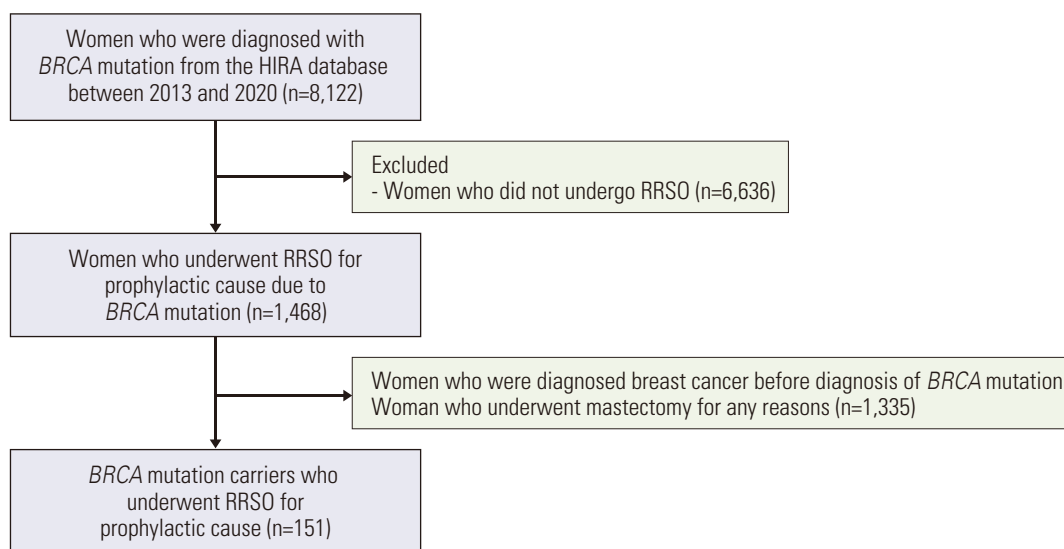 Women who were diagnosed with
BRCA mutation from the HIRA database
between 2013 and 2020 (n=8,122)
Excluded
- Women who did not undergo RRSO (n=6,636)
Women who underwent RRSO for
prophylactic cause due to
BRCA mutation (n=1,468)
Women who were diagnosed breast cancer before diagnosis of BRCA mutation
Woman who underwent mastectomy for any reasons (n=1,335)
BRCA mutation carriers who
underwent RRSO for
prophylactic cause (n=151)